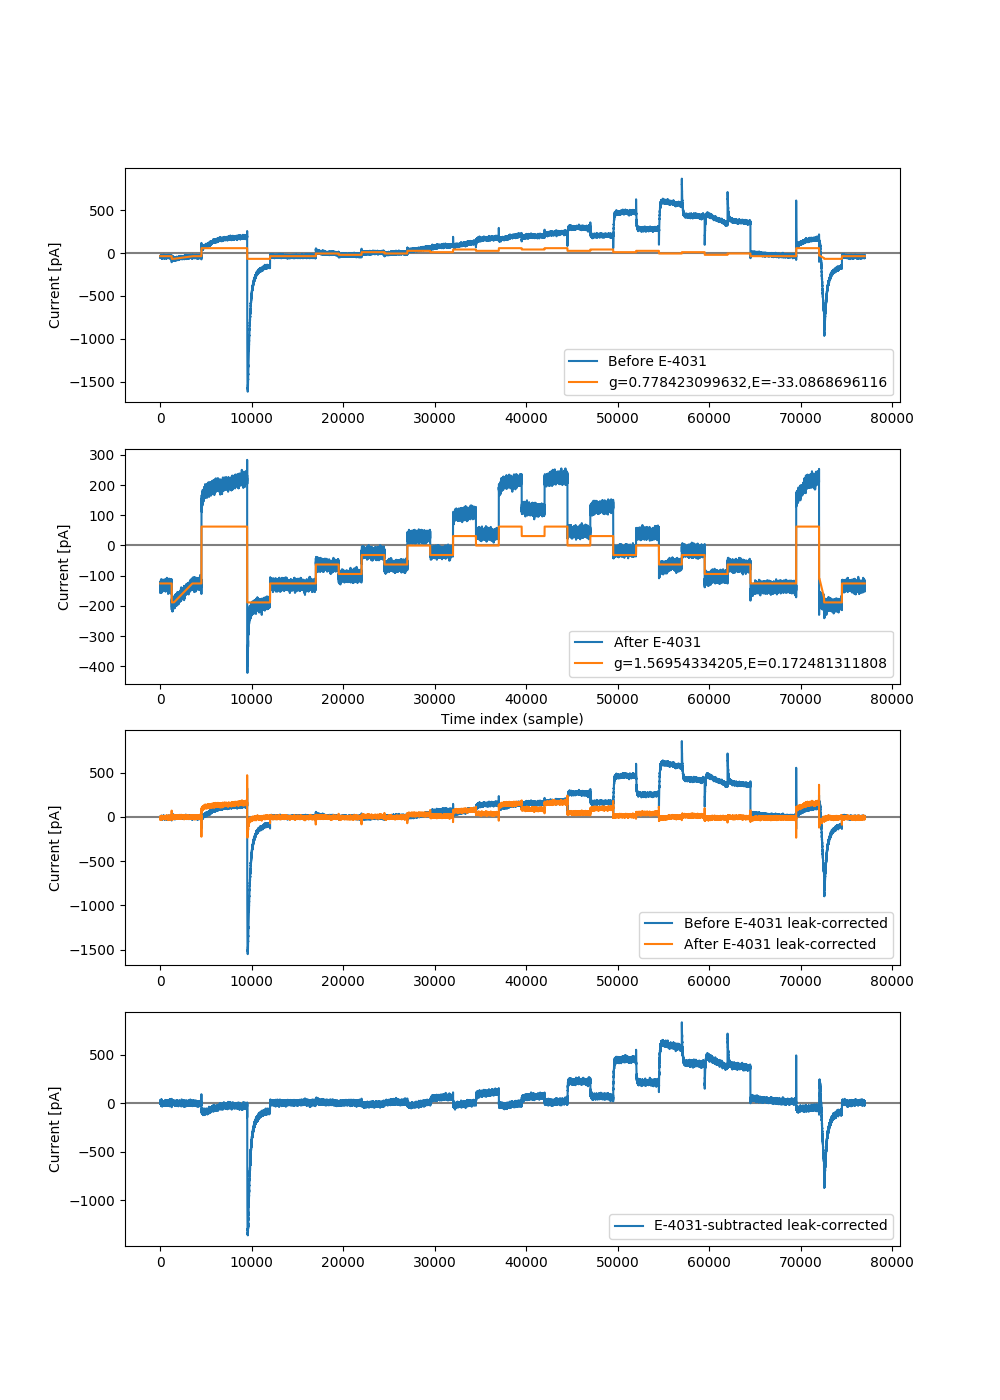 500
0
−500
−1000
−1500
Current [pA]
Before E-4031
g=0.778423099632,E=-33.0868696116
0 10000 20000 30000 40000 50000 60000 70000 80000
300
200
100
0
−100
−200
−300
−400
Current [pA]
After E-4031
g=1.56954334205,E=0.172481311808
0 10000 20000 30000 40000 50000 60000 70000 80000
Time index (sample)
500
0
−500
−1000
−1500
Current [pA]
Before E-4031 leak-corrected
After E-4031 leak-corrected
0 10000 20000 30000 40000 50000 60000 70000 80000
500
0
−500
−1000
Current [pA]
E-4031-subtracted leak-corrected
0 10000 20000 30000 40000 50000 60000 70000 80000